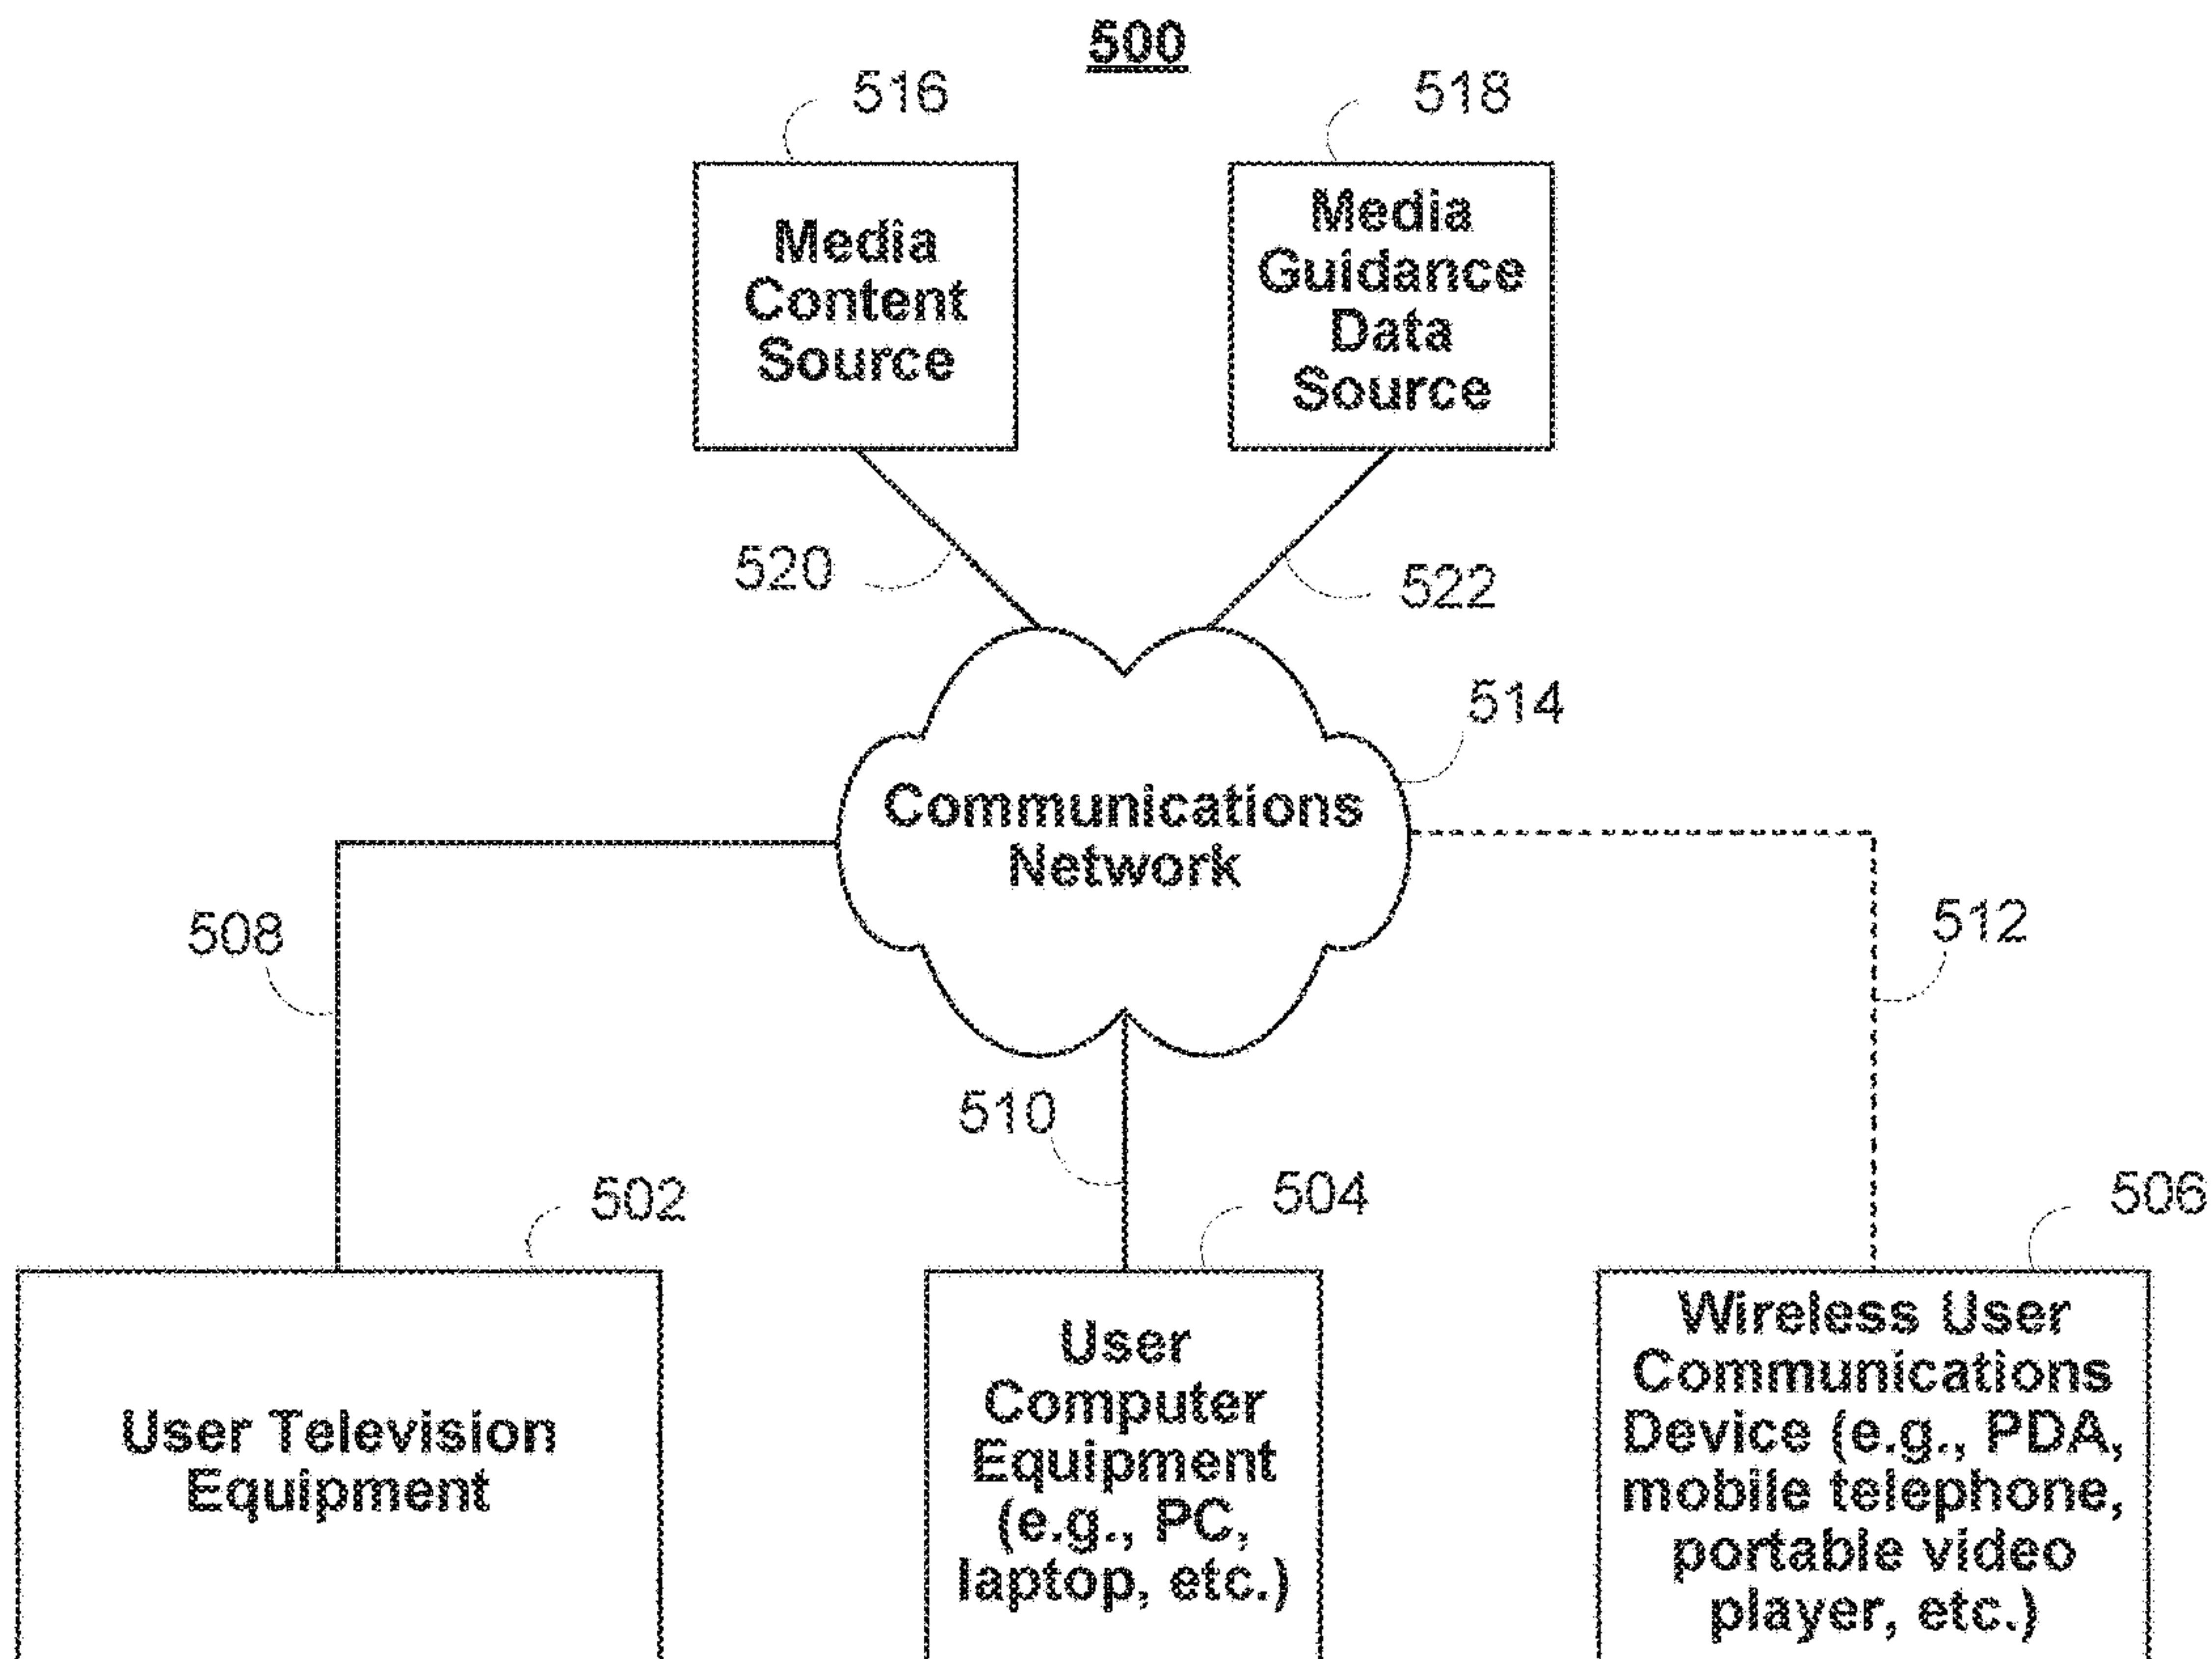 500
516
518
Media
Content
Source
Media
Guidance
Data
Source
520
522
514
Communications
Network
508
512
510
502
504
506
User Television
Equipment
User
Computer
Equipment
(e.g., PC,
laptop, etc.)
Wireless User
Communications
Device (e.g., PDA,
mobile telephone,
portable video
player, etc.)